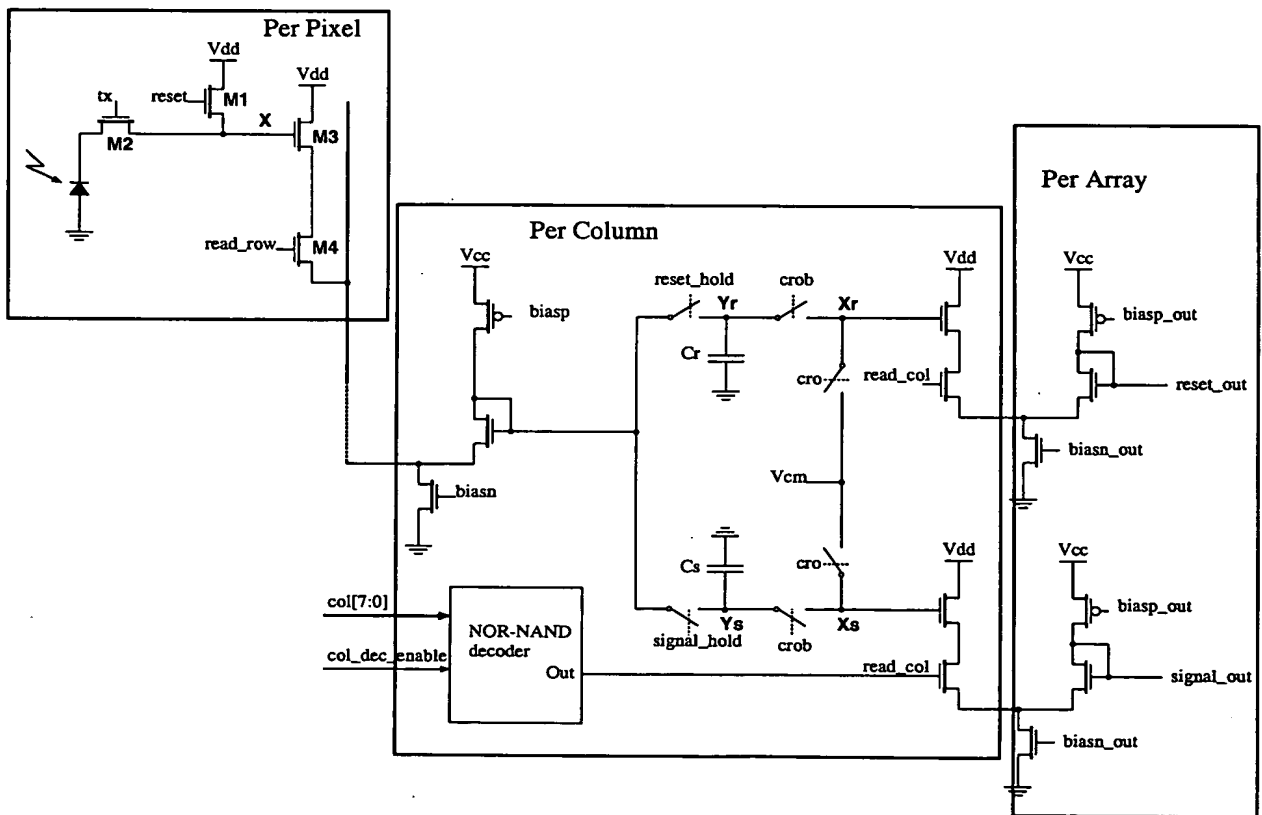 Per Pixel
Vdd
Vdd
tx
reset
M1
X
M3
M2
read_row
M4
Per Array
Per Column
Vcc
biasp
reset_hold
Yr
crob
Xr
Vdd
Vcc
biasp_out
Cr
cro
read_col
reset_out
biasn_out
Vcm
biasn
Cs
cro
Vdd
Vcc
biasp_out
col[7:0]
NOR-NAND
decoder
signal_hold
Ys
crob
Xs
col_dec_enable
Out
read_col
signal_out
biasn_out